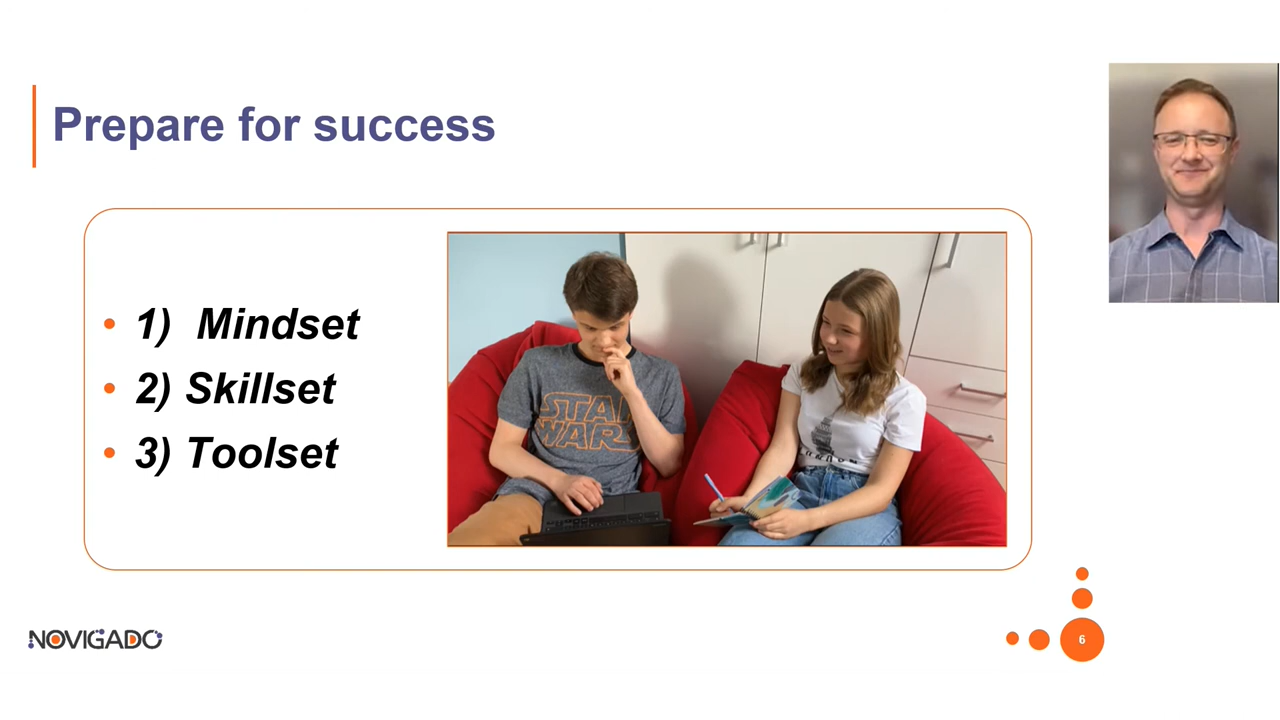 Prepare for success
• 1) Mindset
• 2) Skillset
• 3) Toolset
STAR
WARS
NOVIGADO
6